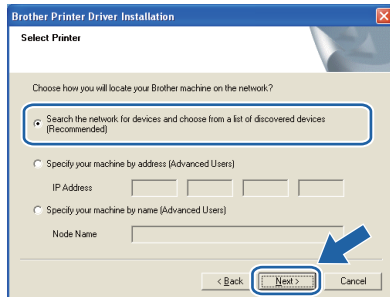 Brother Printer Driver Installation
Select Printer
Choose how you will locate your Brother machine on the network?
Search the network for devices and choose from a list of discovered devices
(Recommended)
Specify your machine by address (Advanced Users)
IP Address
Specify your machine by name (Advanced Users)
Node Name
< Back Next > Cancel